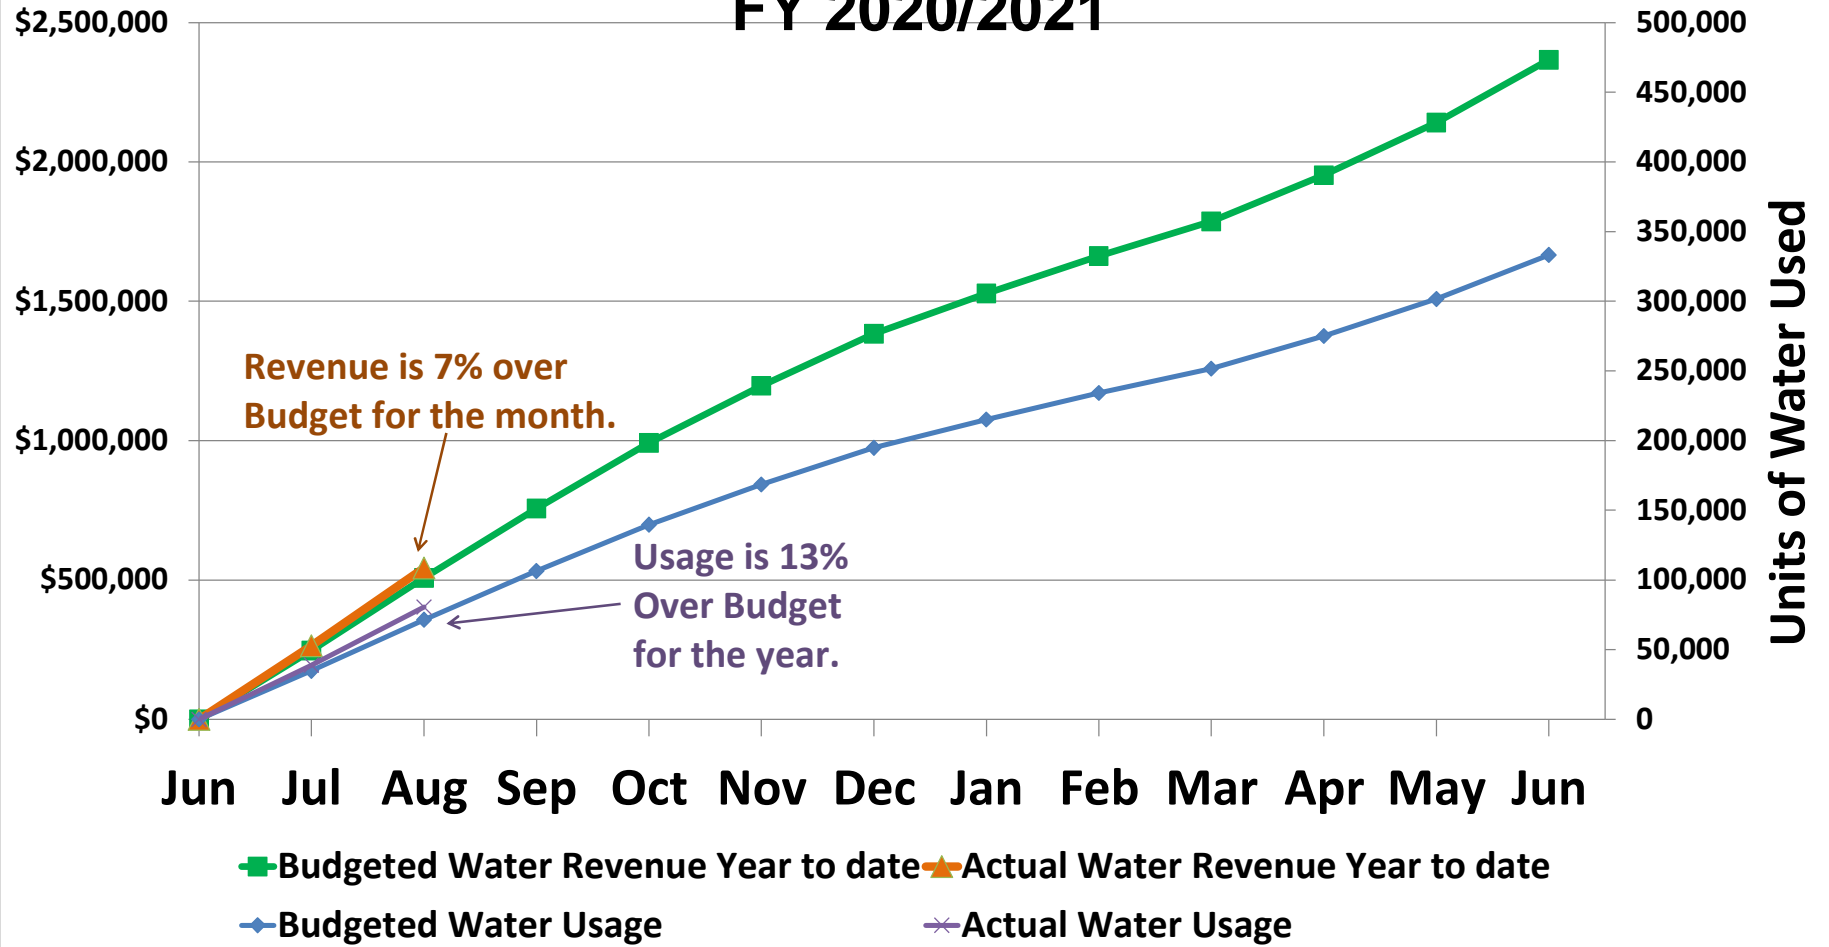 FY 2020/2021
$2,500,000
$2,000,000
$1,500,000
$1,000,000
$500,000
$0
500,000
450,000
400,000
350,000
300,000
250,000
200,000
150,000
100,000
50,000
0
Units of Water Used
Revenue is 7% over
Budget for the month.
Usage is 13%
Over Budget
for the year.
Jun Jul Aug Sep Oct Nov Dec Jan Feb Mar Apr May Jun
Budgeted Water Revenue Year to date Actual Water Revenue Year to date
Budgeted Water Usage Actual Water Usage